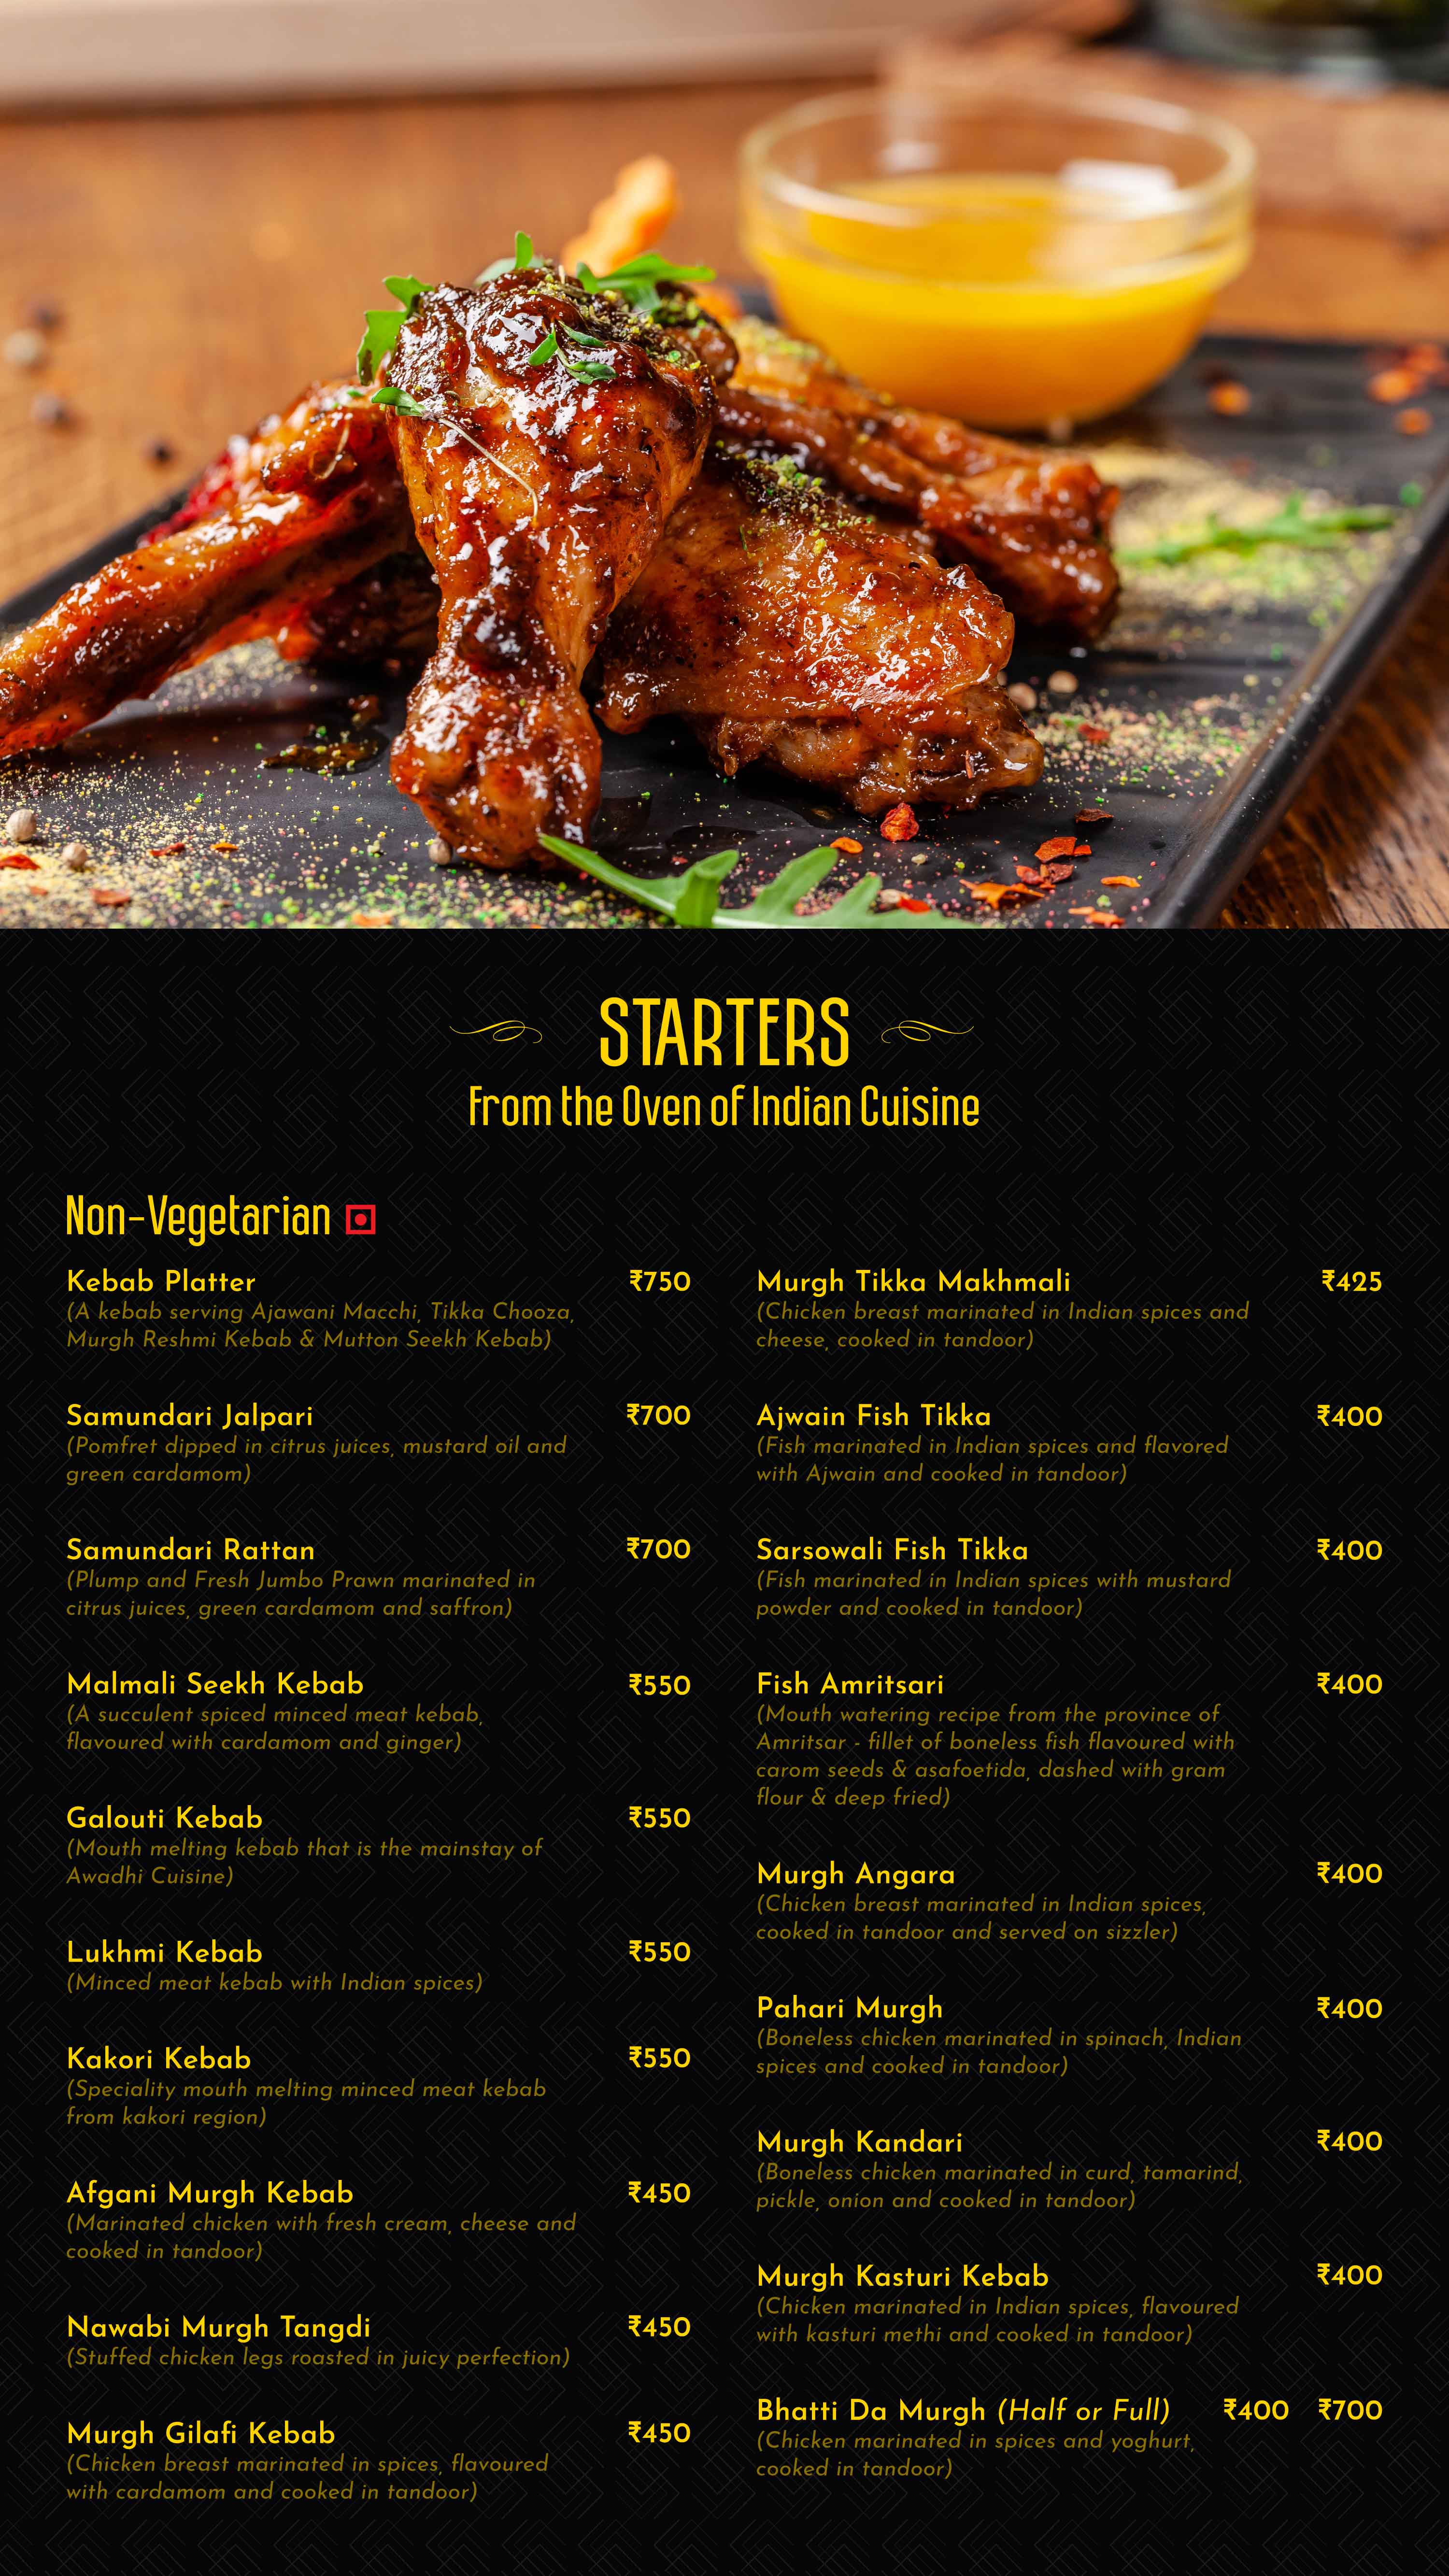 STARTERS
From the Oven of Indian Cuisine
Non-Vegetarian
Kebab Platter ₹750
(A kebab serving Ajawani Macchi, Tikka Chooza,
Murgh Reshmi Kebab & Mutton Seekh Kebab)
Samundari Jalpari ₹700
(Pomfret dipped in citrus juices, mustard oil and
green cardamom)
Samundari Rattan ₹700
(Plump and Fresh Jumbo Prawn marinated in
citrus juices, green cardamom and saffron)
Malmali Seekh Kebab ₹550
(A succulent spiced minced meat kebab,
flavoured with cardamom and ginger)
Galouti Kebab ₹550
(Mouth melting kebab that is the mainstay of
Awadhi Cuisine)
Lukhmi Kebab ₹550
(Minced meat kebab with Indian spices)
Kakori Kebab ₹550
(Speciality mouth melting minced meat kebab
from kakori region)
Afgani Murgh Kebab ₹450
(Marinated chicken with fresh cream, cheese and
cooked in tandoor)
Nawabi Murgh Tangdi ₹450
(Stuffed chicken legs roasted in juicy perfection)
Murgh Gilafi Kebab ₹450
(Chicken breast marinated in spices, flavoured
with cardamom and cooked in tandoor)
Murgh Tikka Makhmali ₹425
(Chicken breast marinated in Indian spices and
cheese, cooked in tandoor)
Ajwain Fish Tikka ₹400
(Fish marinated in Indian spices and flavored
with Ajwain and cooked in tandoor)
Sarsowali Fish Tikka ₹400
(Fish marinated in Indian spices with mustard
powder and cooked in tandoor)
Fish Amritsari ₹400
(Mouth watering recipe from the province of
Amritsar - fillet of boneless fish flavoured with
carom seeds & asafoetida, dashed with gram
flour & deep fried)
Murgh Angara ₹400
(Chicken breast marinated in Indian spices,
cooked in tandoor and served on sizzler)
Pahari Murgh ₹400
(Boneless chicken marinated in spinach, Indian
spices and cooked in tandoor)
Murgh Kandari ₹400
(Boneless chicken marinated in curd, tamarind,
pickle, onion and cooked in tandoor)
Murgh Kasturi Kebab ₹400
(Chicken marinated in Indian spices, flavoured
with kasturi methi and cooked in tandoor)
Bhatti Da Murgh (Half or Full) ₹400 ₹700
(Chicken marinated in spices and yoghurt,
cooked in tandoor)